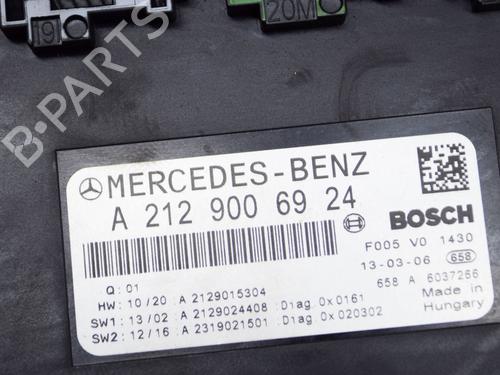 19
20M
B-PARTS
MERCEDES-BENZ
A 212 900 69 24
BOSCH
F005 V0 1430
13-03-06 658
658 A 6037266
Made in
Hungary
Q: 01
HW: 10/20 A 2129015304
SW1: 13/02 A 2129024408 Diag 0x0161
SW2: 12/16 A 2319021501 Diag 0x020302